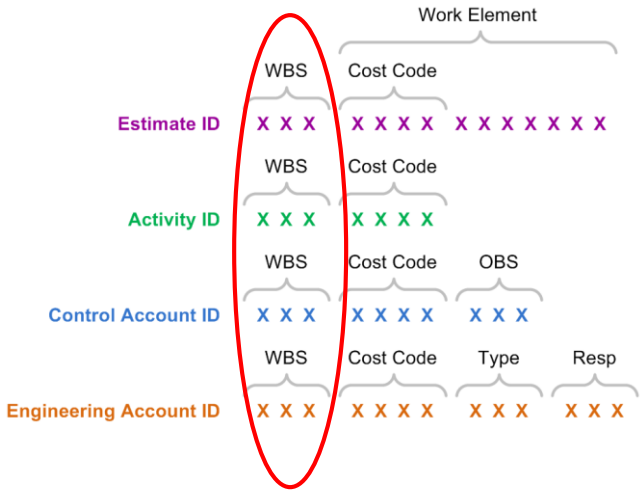 Work Element
WBS Cost Code
Estimate ID X X X X X X X X X X X X X X
WBS Cost Code
Activity ID X X X X X X X
WBS Cost Code OBS
Control Account ID X X X X X X X X X X
WBS Cost Code Type Resp
Engineering Account ID X X X X X X X X X X X X X